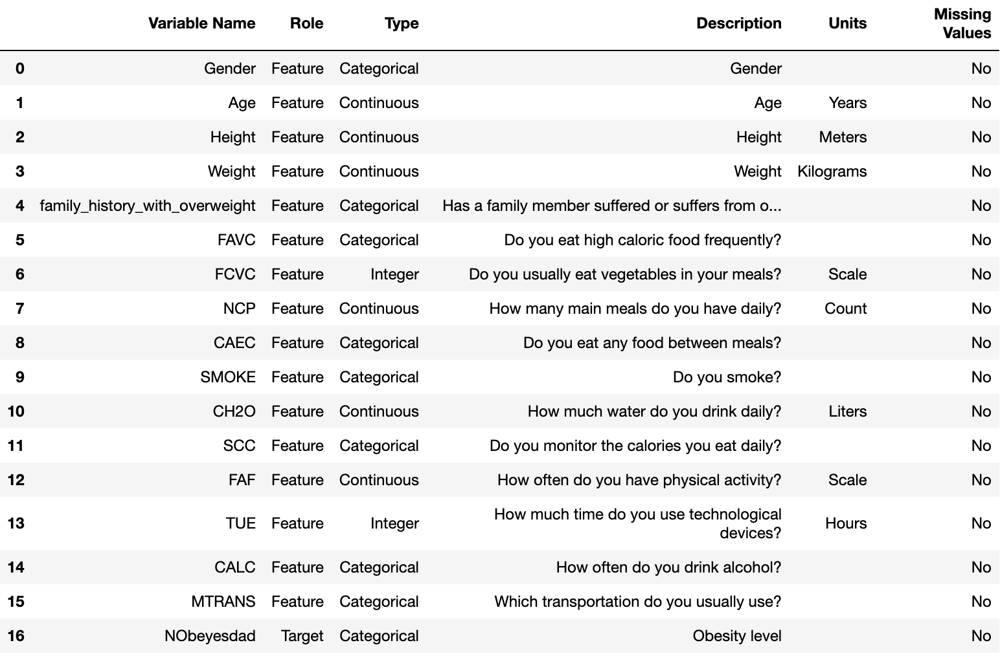 Variable Name Role Type Description Units Missing Values
0 Gender Feature Categorical Gender No
1 Age Feature Continuous Age Years No
2 Height Feature Continuous Height Meters No
3 Weight Feature Continuous Weight Kilograms No
4 family_history_with_overweight Feature Categorical Has a family member suffered or suffers from o... No
5 FAVC Feature Categorical Do you eat high caloric food frequently? No
6 FCVC Feature Integer Do you usually eat vegetables in your meals? Scale No
7 NCP Feature Continuous How many main meals do you have daily? Count No
8 CAEC Feature Categorical Do you eat any food between meals? No
9 SMOKE Feature Categorical Do you smoke? No
10 CH2O Feature Continuous How much water do you drink daily? Liters No
11 SCC Feature Categorical Do you monitor the calories you eat daily? No
12 FAF Feature Continuous How often do you have physical activity? Scale No
13 TUE Feature Integer How much time do you use technological devices? Hours No
14 CALC Feature Categorical How often do you drink alcohol? No
15 MTRANS Feature Categorical Which transportation do you usually use? No
16 NObeyesdad Target Categorical Obesity level No